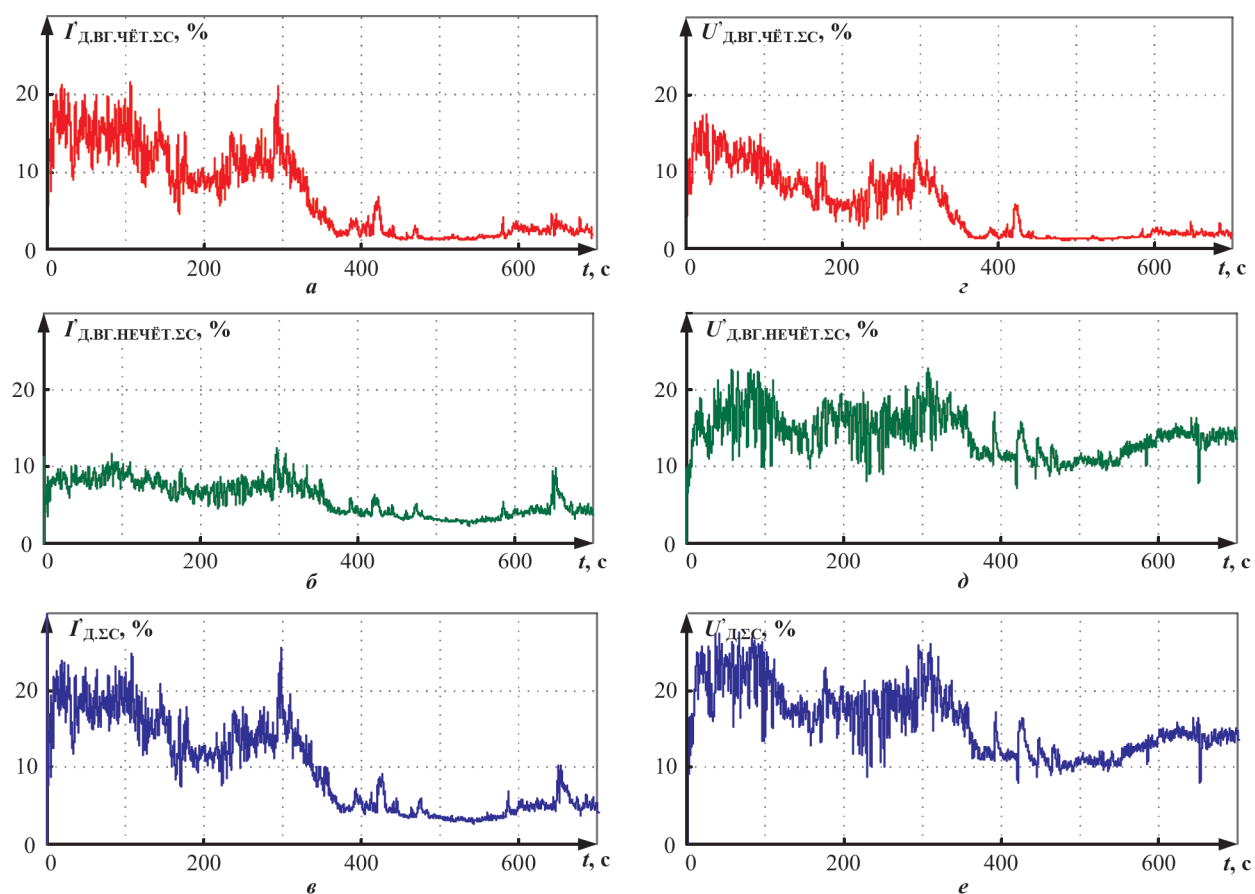 I’Д.ВГ.ЧЁТ.ΣС, %
20
10
0
0 200 400 600
t, с
а
U’Д.ВГ.ЧЁТ.ΣС, %
20
10
0
0 200 400 600
t, с
г
I’Д.ВГ.НЕЧЁТ.ΣС, %
20
10
0
0 200 400 600
t, с
б
U’Д.ВГ.НЕЧЁТ.ΣС, %
20
10
0
0 200 400 600
t, с
д
I’Д.ΣС, %
20
10
0
0 200 400 600
t, с
в
U’Д.ΣС, %
20
10
0
0 200 400 600
t, с
е